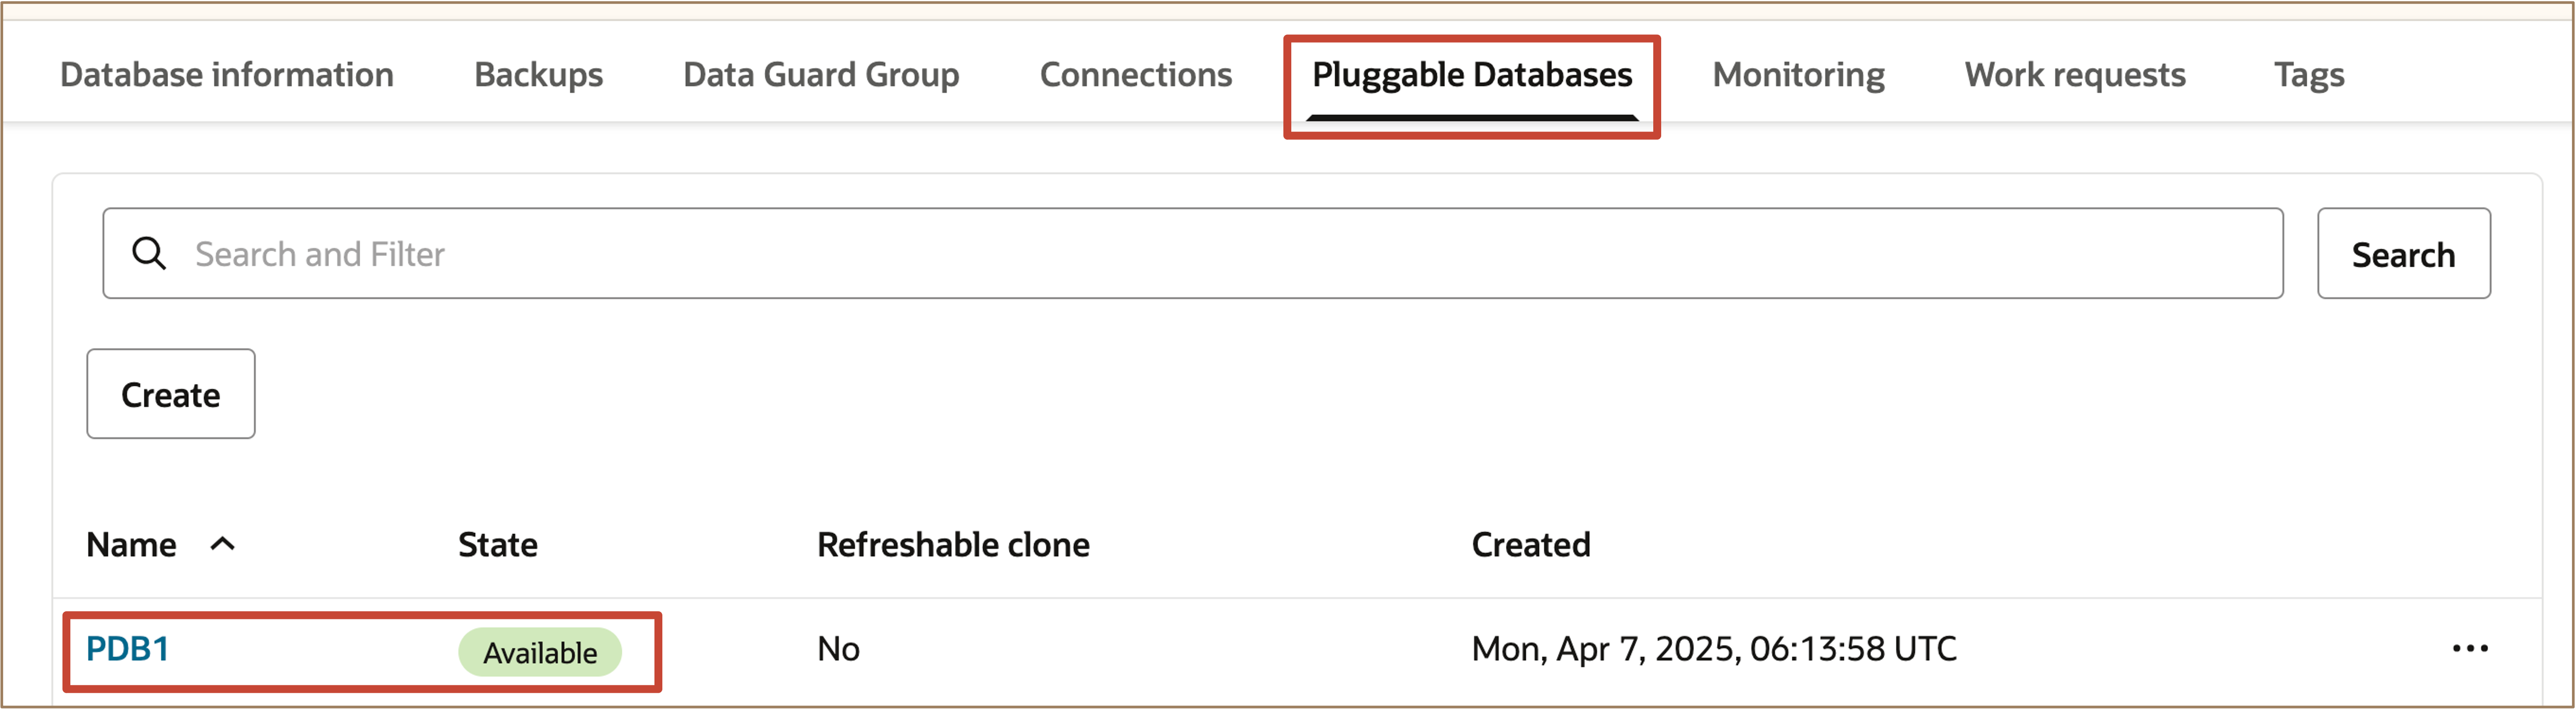 Database information Backups Data Guard Group Connections Pluggable Databases Monitoring Work requests Tags
Search and Filter Search
Create
Name State Refreshable clone Created
PDB1 Available No Mon, Apr 7, 2025, 06:13:58 UTC